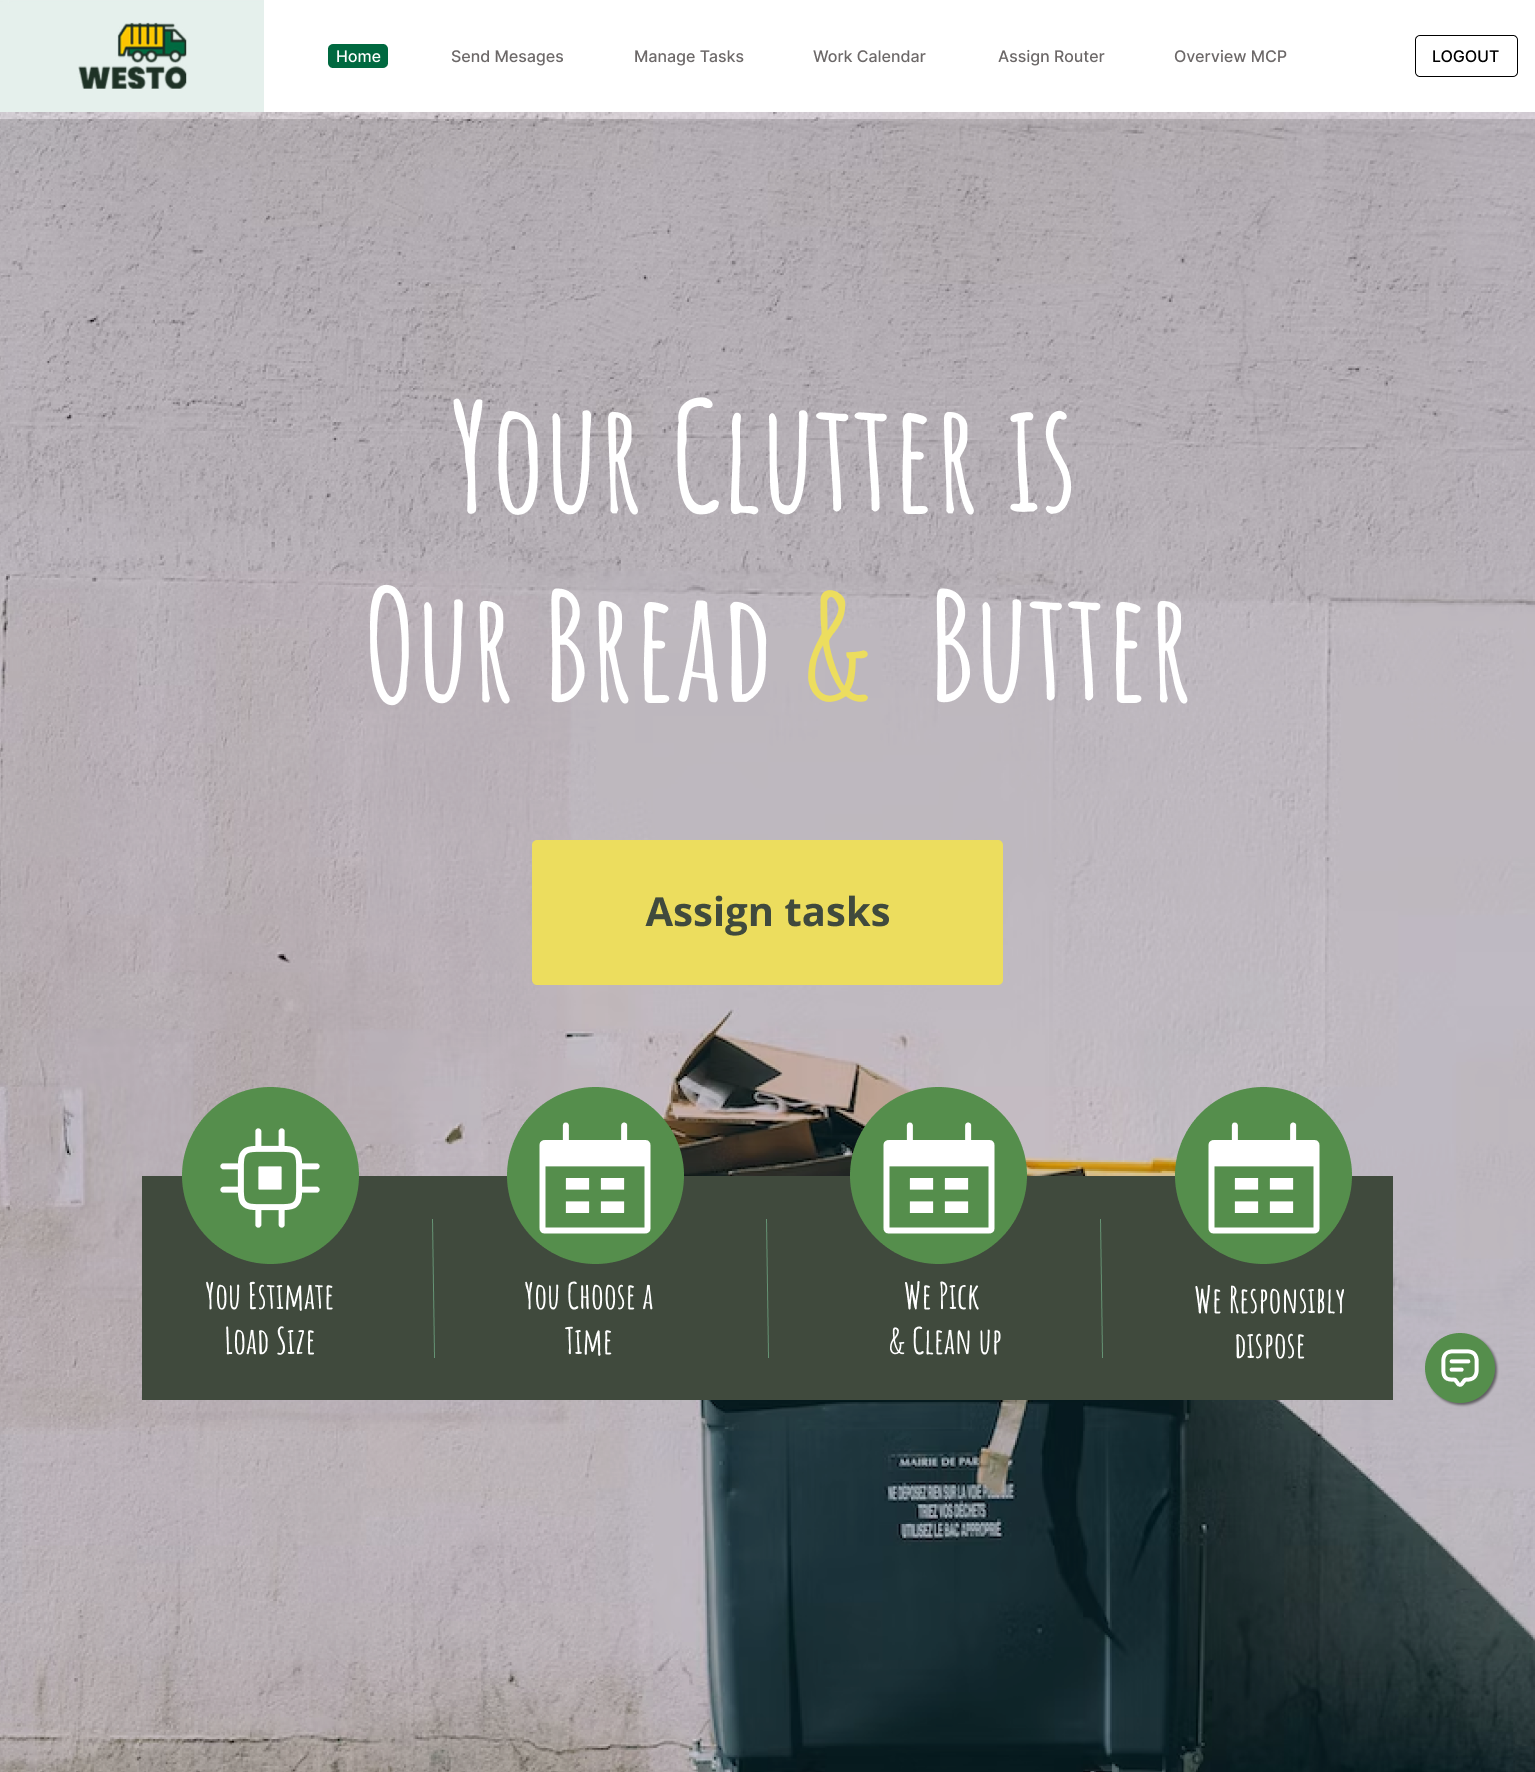 WESTO
Home
Send Mesages
Manage Tasks
Work Calendar
Assign Router
Overview MCP
LOGOUT
Your Clutter is
Our Bread & Butter
Assign tasks
You Estimate
Load Size
You Choose a
Time
We Pick
& Clean up
We Responsibly
dispose
MAIRIE DE PAR
NE DÉPOSEZ RIEN SUR LA VOIE
TRIEZ VOS DÉCHETS
UTILISEZ LE BAC APPROPRIÉ